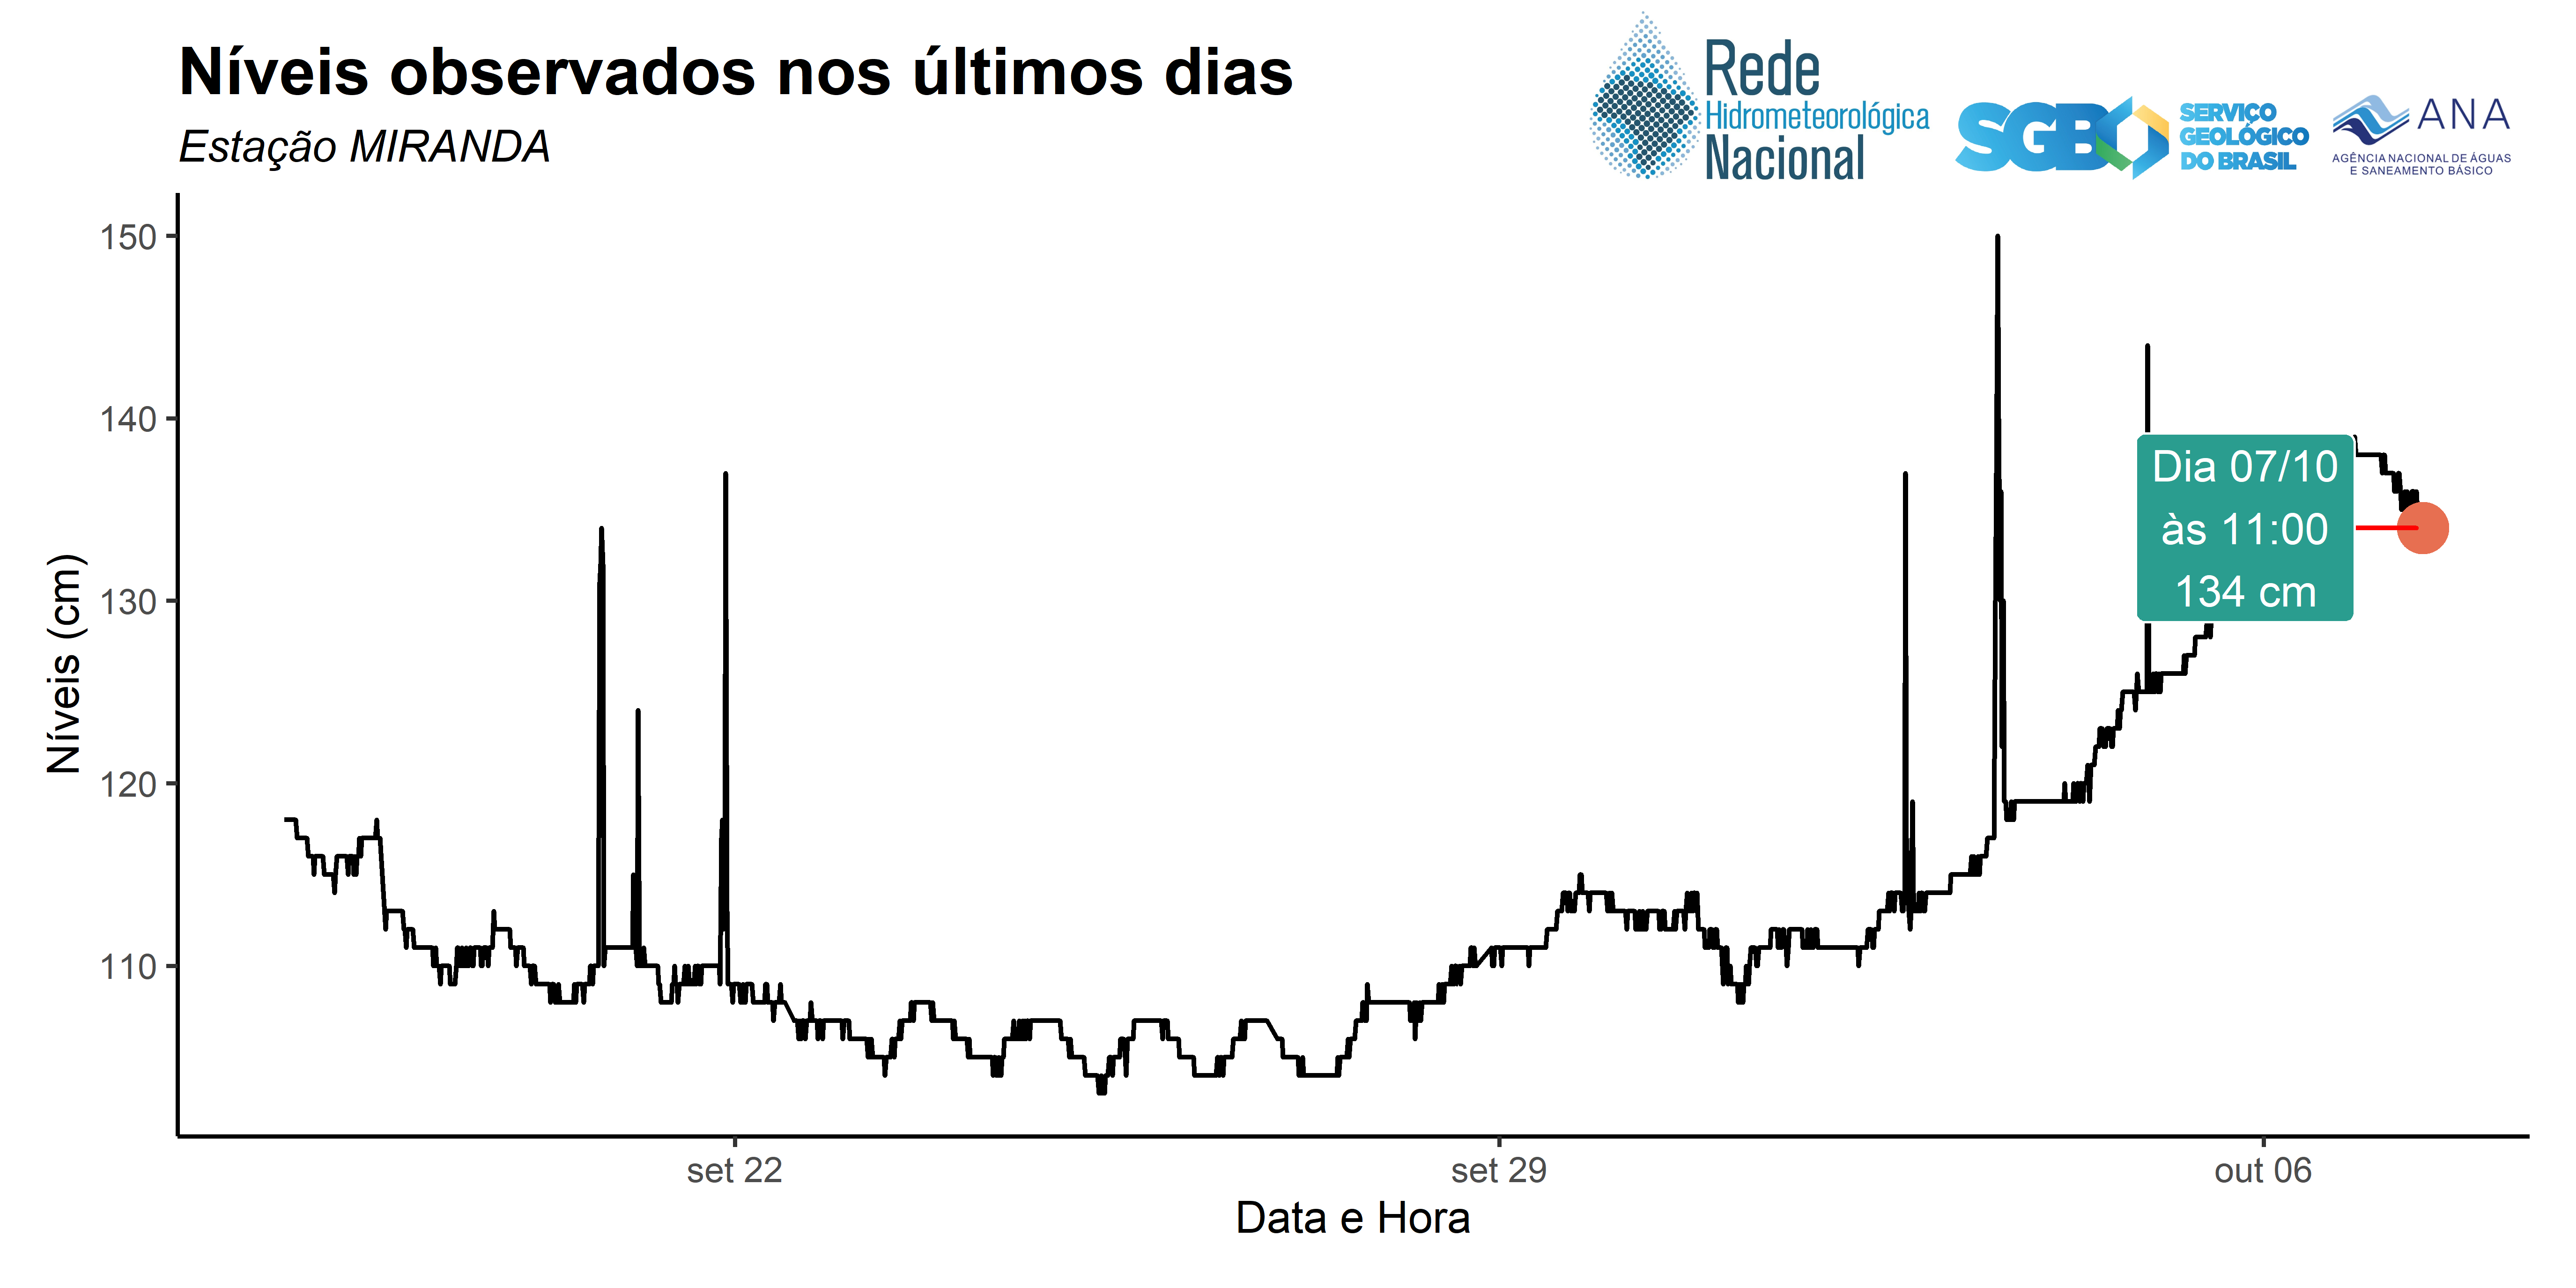 Níveis observados nos últimos dias
Estação MIRANDA
Rede
Hidrometeorológica
Nacional
SGB
SERVIÇO
GEOLÓGICO
DO BRASIL
ANA
AGÊNCIA NACIONAL DE ÁGUAS
E SANEAMENTO BÁSICO
150
140
130
120
110
Níveis (cm)
Dia 07/10
às 11:00
134 cm
set 22
set 29
out 06
Data e Hora